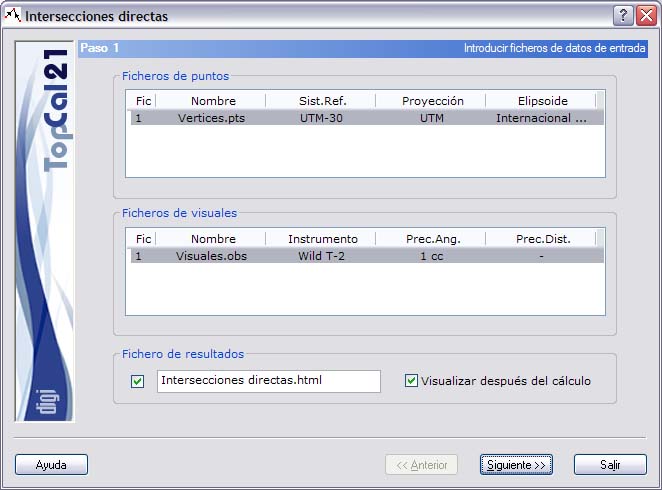 Intersecciones directas
Paso 1 Introducir ficheros de datos de entrada
TopCal 21
digi
Ficheros de puntos
Fic Nombre Sist.Ref. Proyección Elipsoide
1 Vertices.pts UTM-30 UTM Internacional ...
Ficheros de visuales
Fic Nombre Instrumento Prec.Ang. Prec.Dist.
1 Visuales.obs Wild T-2 1 cc -
Fichero de resultados
Intersecciones directas.html Visualizar después del cálculo
Ayuda << Anterior Siguiente >> Salir